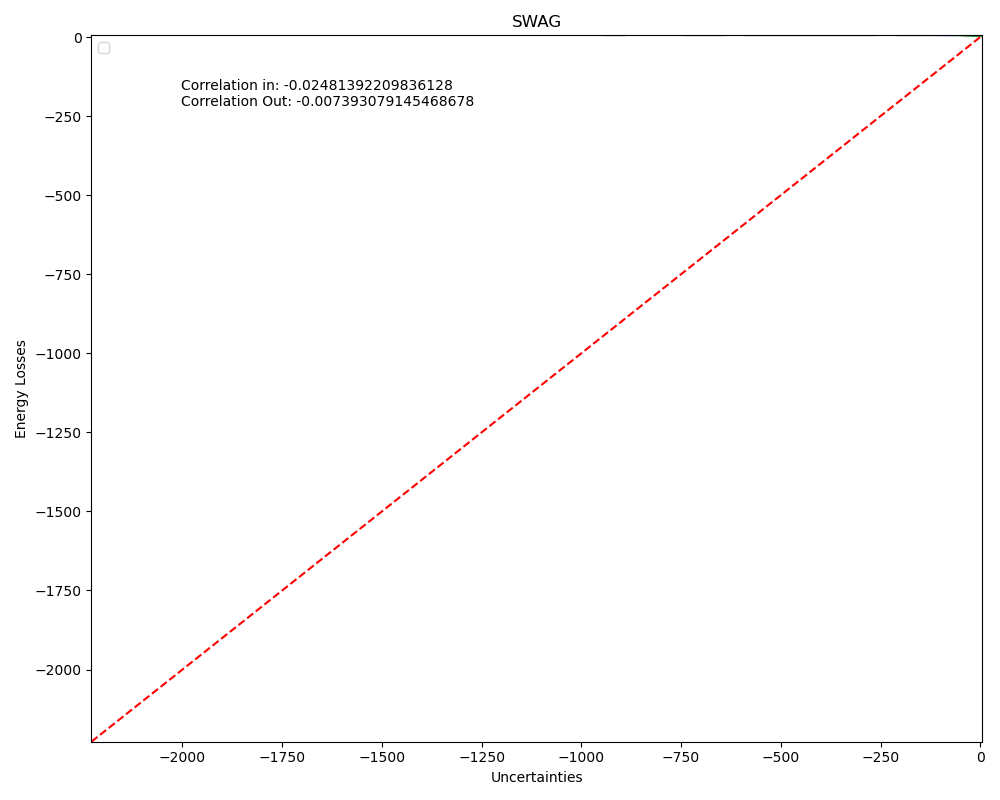 SWAG
Correlation in: -0.02481392209836128
Correlation Out: -0.007393079145468678
0
−250
−500
−750
−1000
−1250
−1500
−1750
−2000
Energy Losses
−2000 −1750 −1500 −1250 −1000 −750 −500 −250 0
Uncertainties